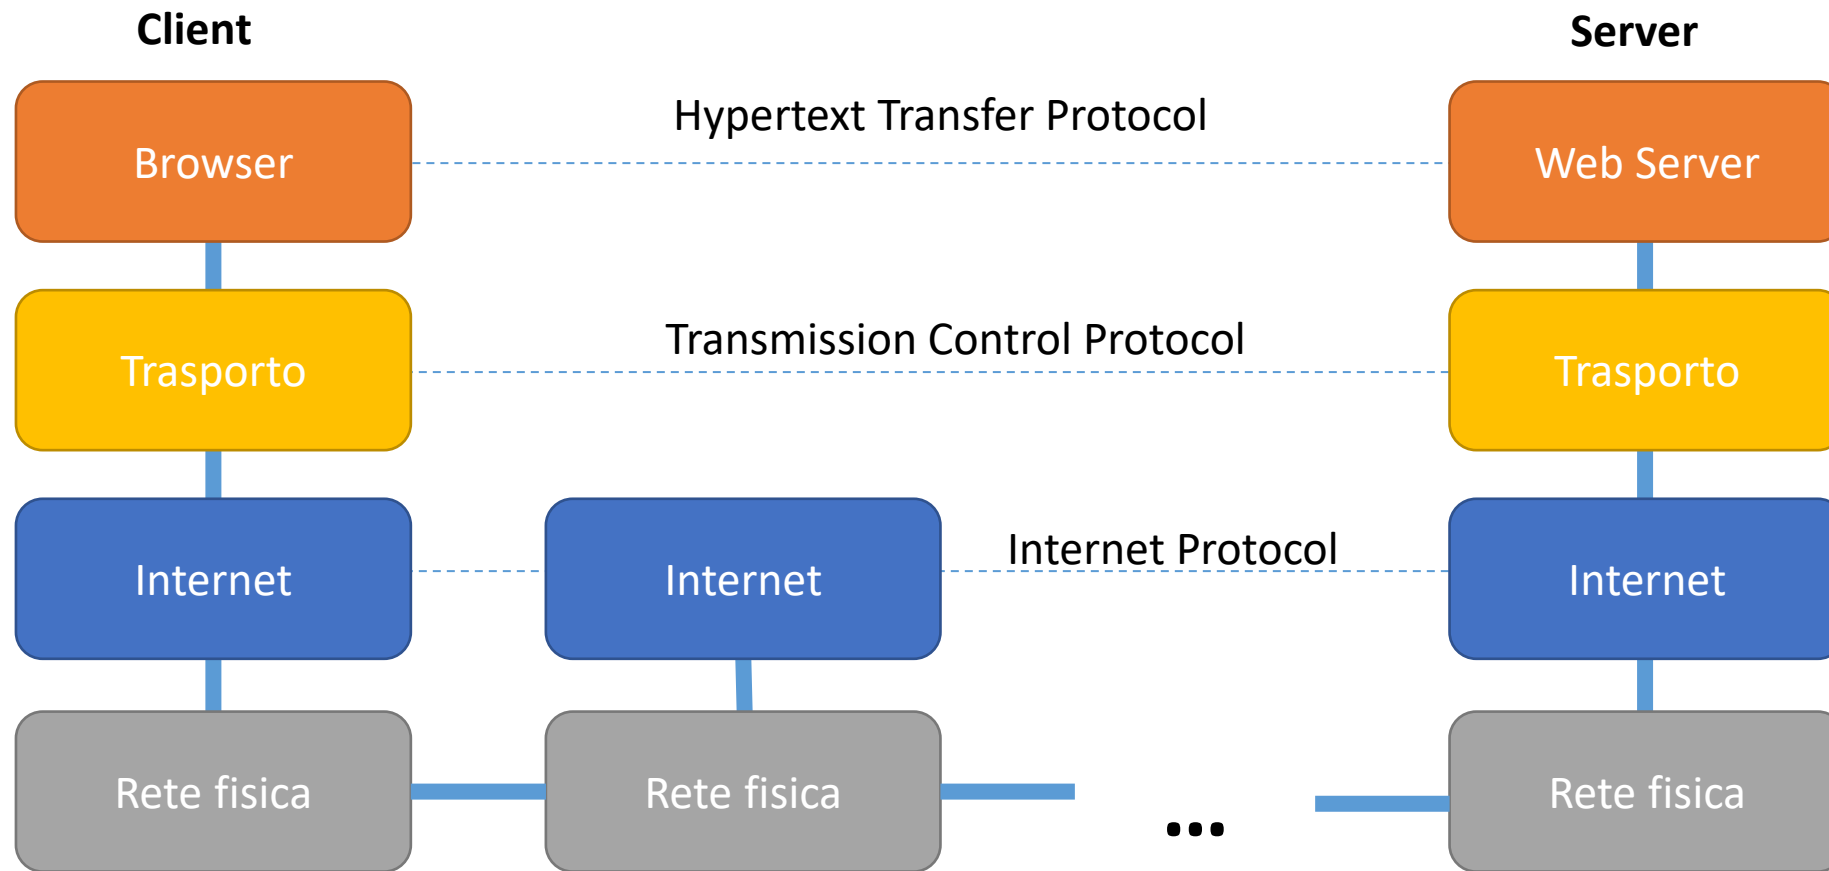 Client
Server
Hypertext Transfer Protocol
Browser
Web Server
Transmission Control Protocol
Trasporto
Trasporto
Internet Protocol
Internet
Internet
Internet
Rete fisica
Rete fisica
...
Rete fisica